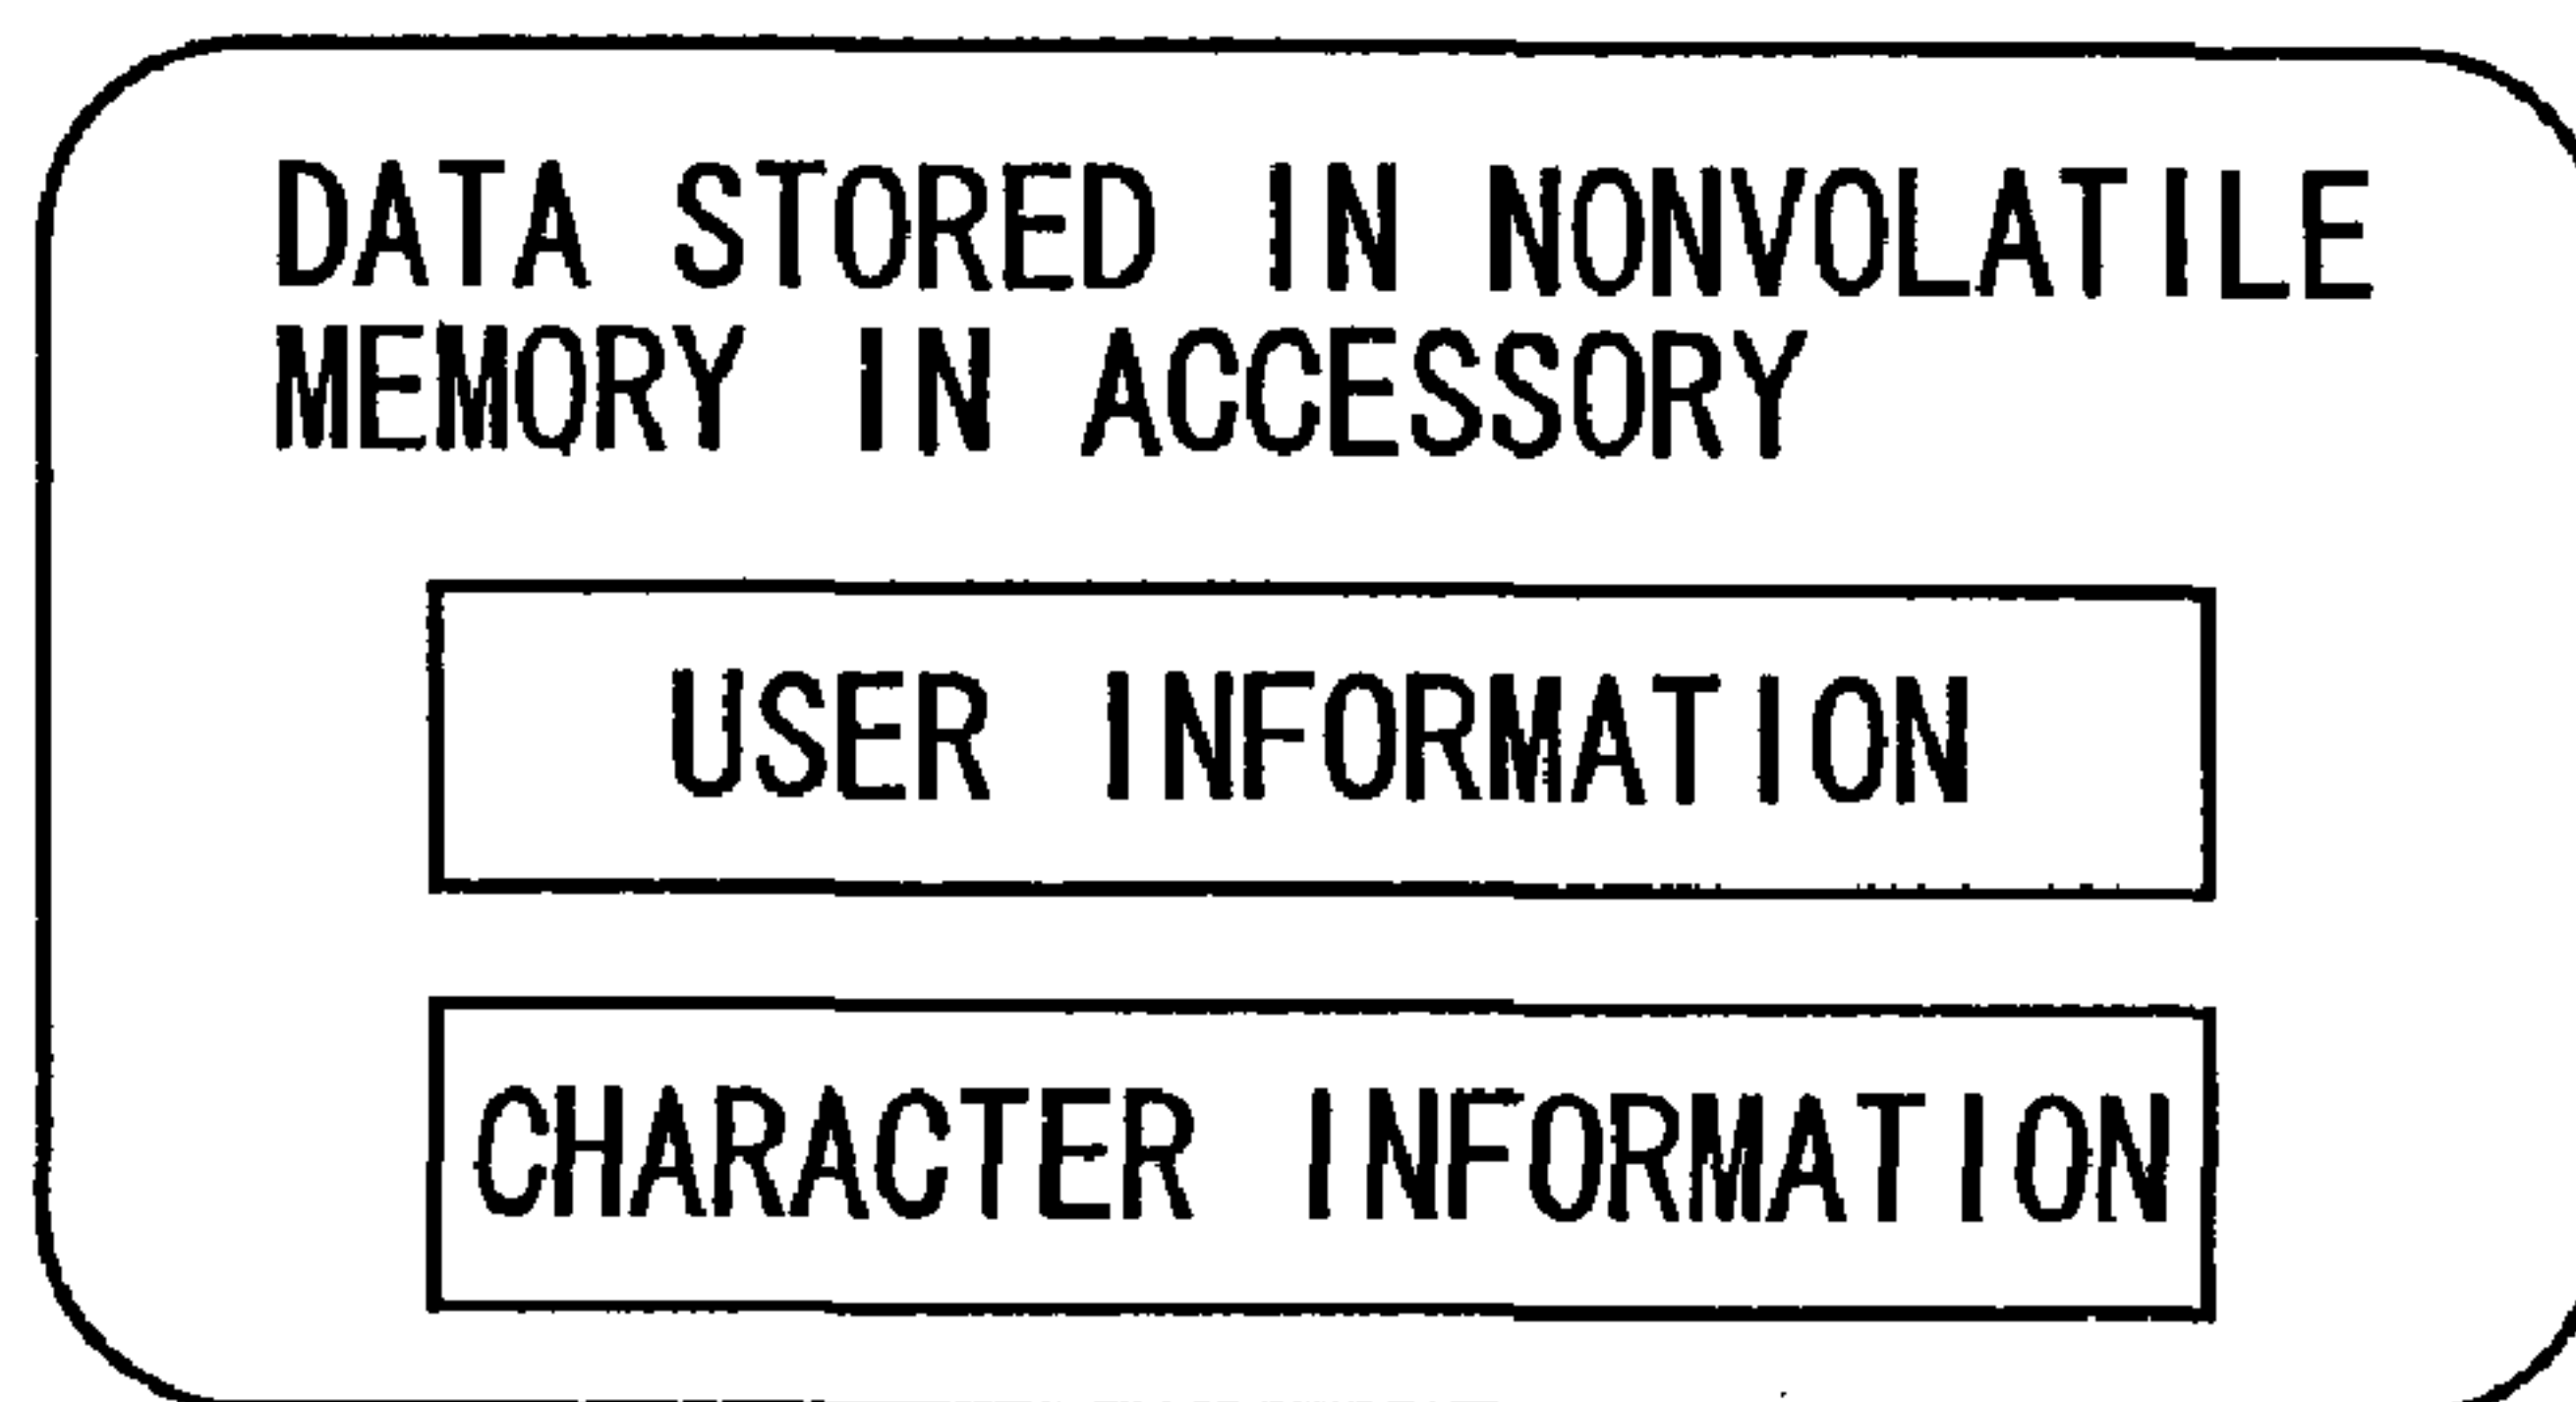 DATA STORED IN NONVOLATILE
MEMORY IN ACCESSORY
USER INFORMATION
CHARACTER INFORMATION